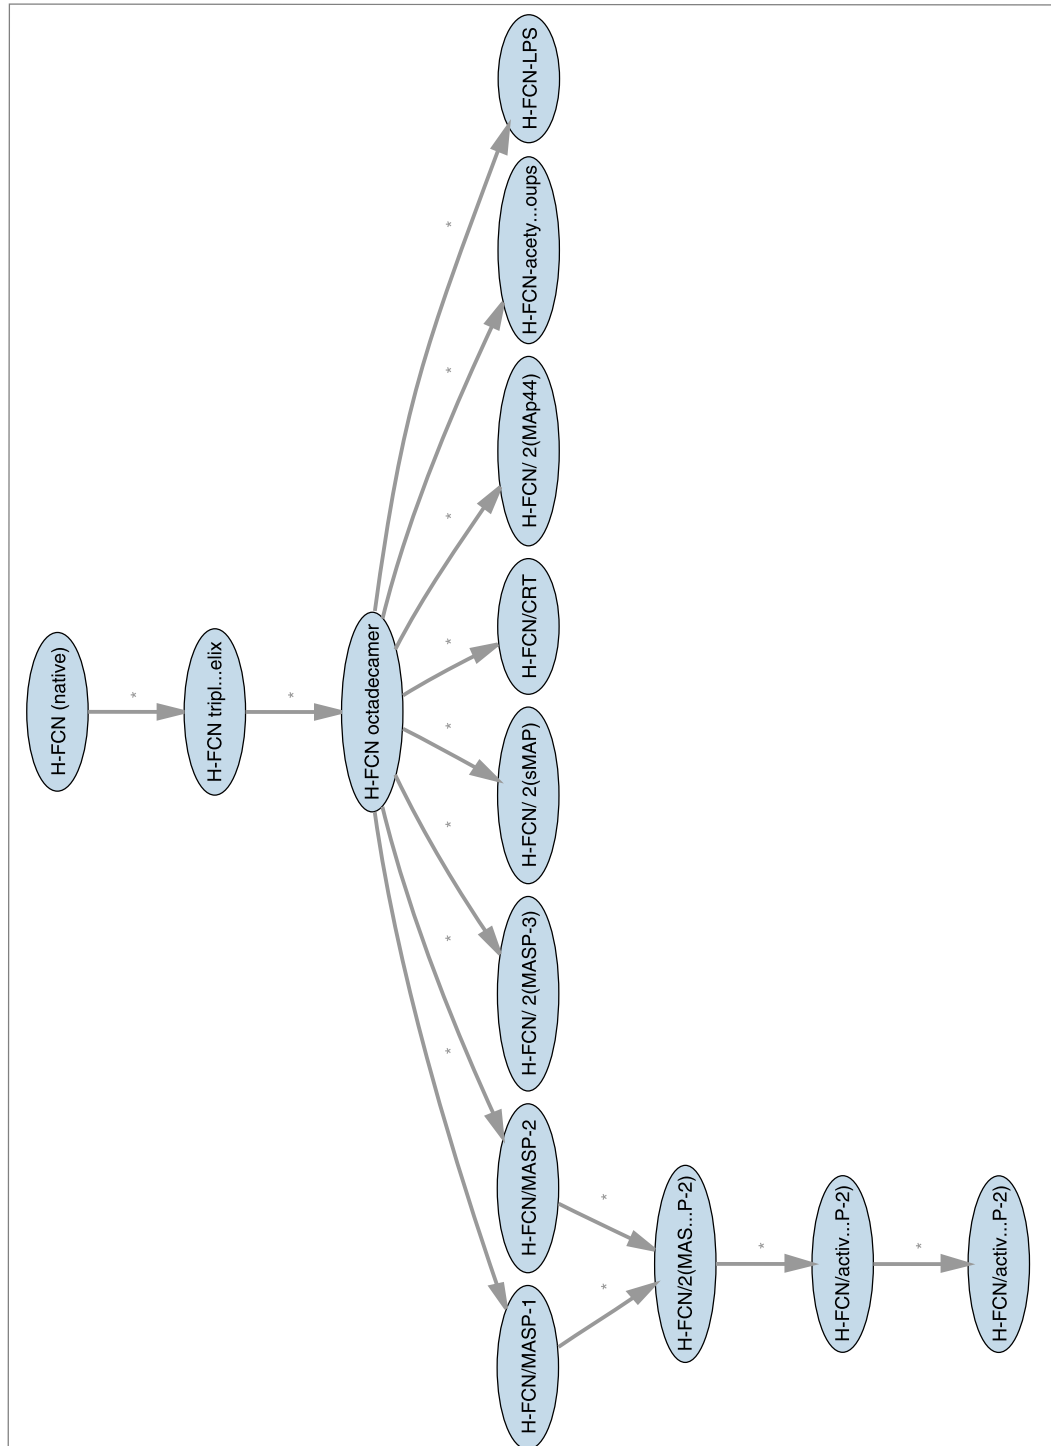 H-FCN (native)
*
H-FCN tripl...elix
*
H-FCN octadecamer
*
*
*
*
*
*
*
*
H-FCN/MASP-1
H-FCN/MASP-2
H-FCN/ 2(MASP-3)
H-FCN/ 2(sMAP)
H-FCN/CRT
H-FCN/ 2(MAp44)
H-FCN-acety...oups
H-FCN-LPS
*
*
H-FCN/2(MAS...P-2)
*
H-FCN/activ...P-2)
*
H-FCN/activ...P-2)